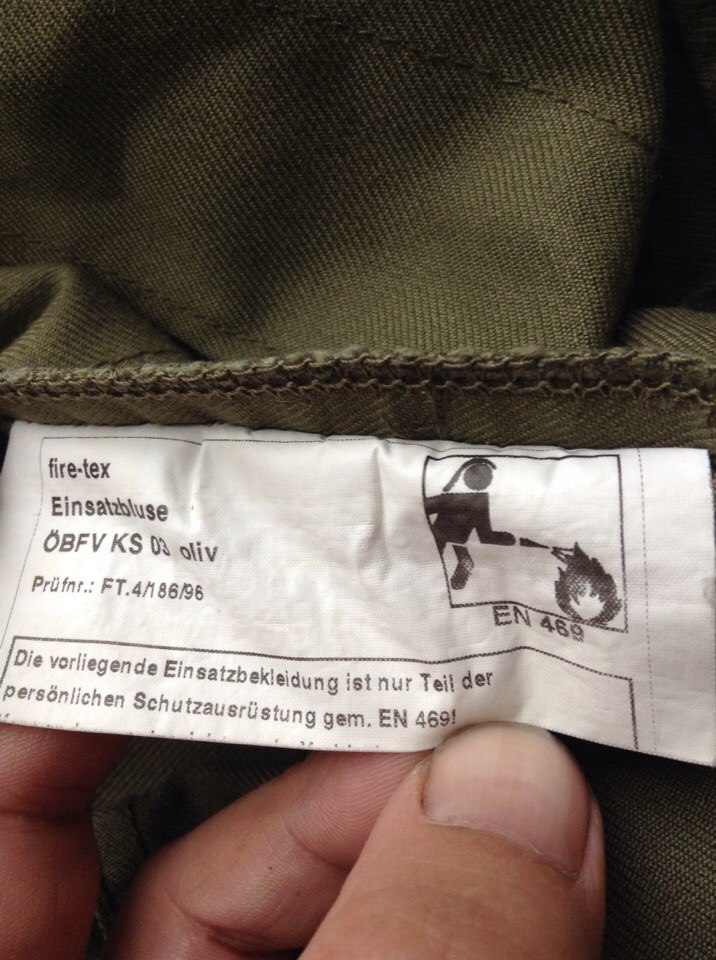 fire-tex
Einsatzbluse
ÖBFV KS 03 oliv
Prüfnr.: FT.4/186/96
EN 469
Die vorliegende Einsatzbekleidung ist nur Teil der
persönlichen Schutzausrüstung gem. EN 469!